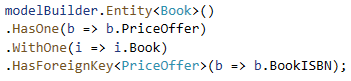 modelBuilder.Entity<Book>()
.HasOne(b => b.PriceOffer)
.WithOne(i => i.Book)
.HasForeignKey<PriceOffer>(b => b.BookISBN);